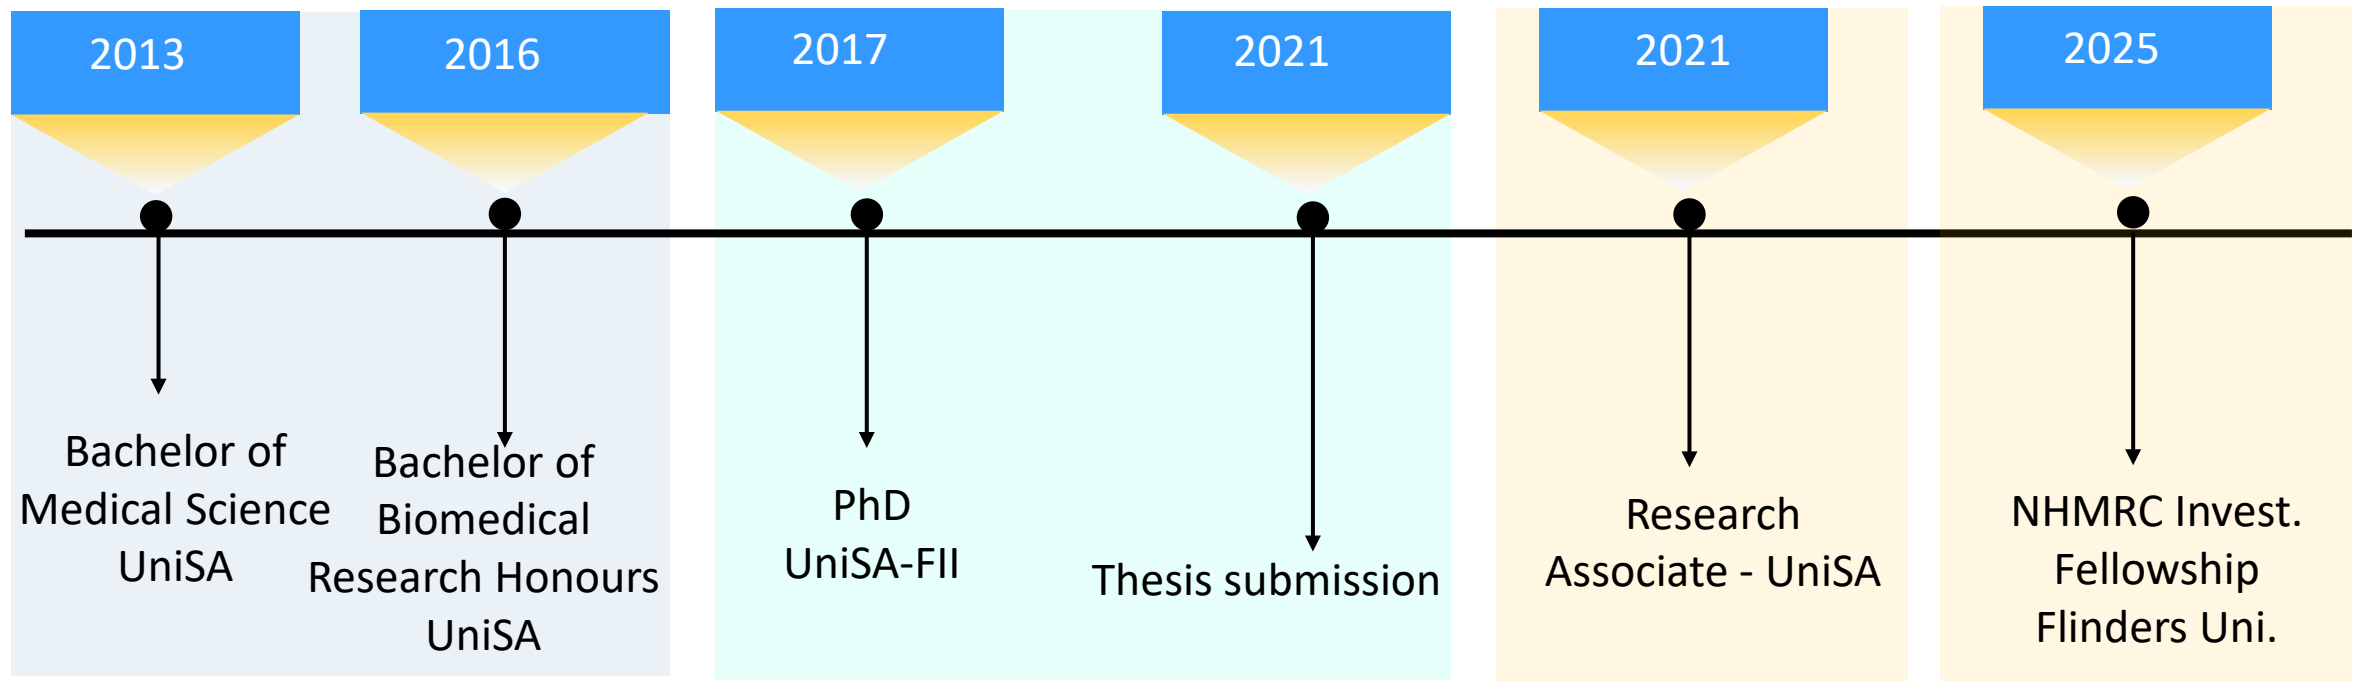 2013
2016
2017
2021
2021
2025
Bachelor of
Medical Science
UniSA
Bachelor of
Biomedical
Research Honours
UniSA
PhD
UniSA-FII
Thesis submission
Research
Associate - UniSA
NHMRC Invest.
Fellowship
Flinders Uni.